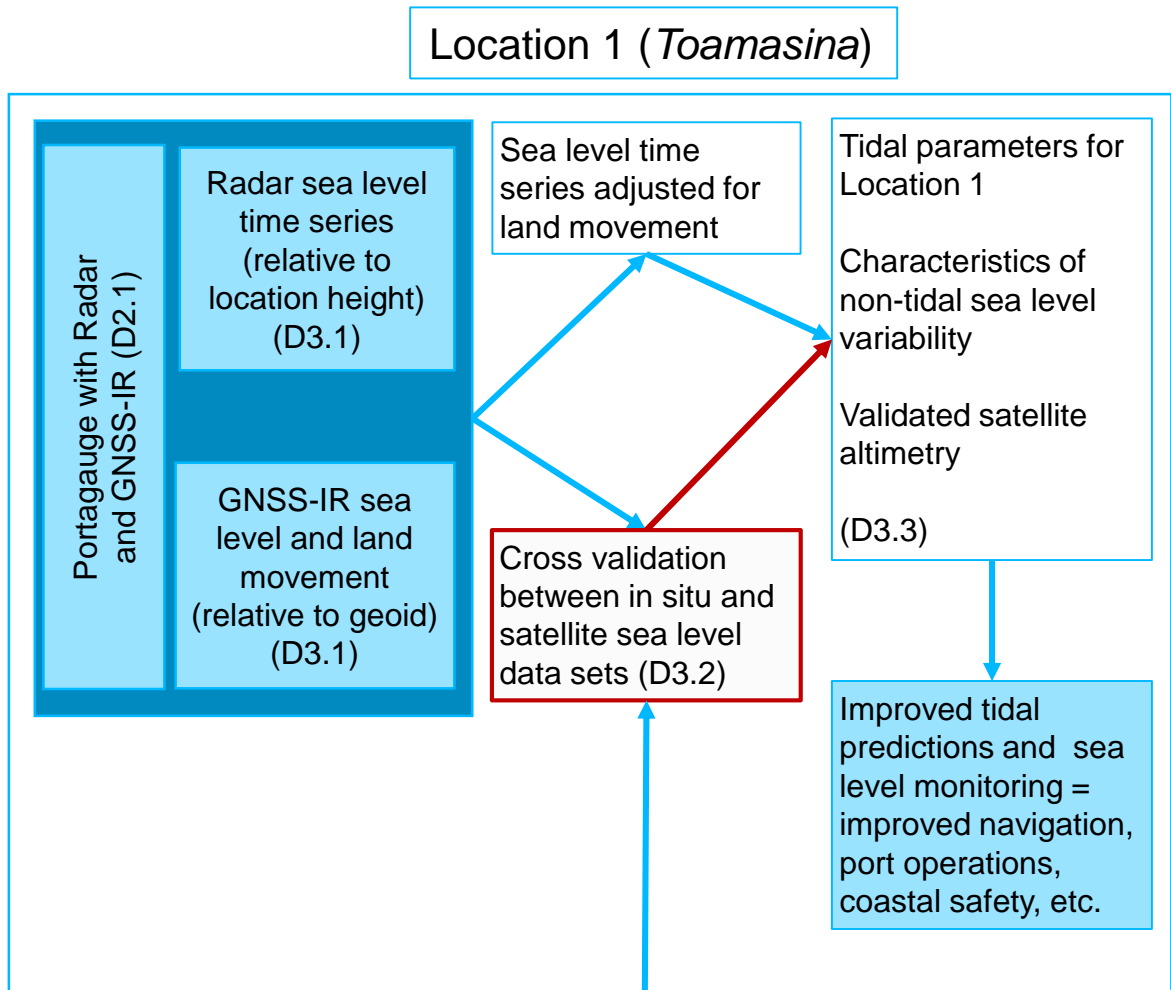 Location 1 (Toamasina)
Portagauge with Radar
and GNSS-IR (D2.1)
Radar sea level
time series
(relative to
location height)
(D3.1)
GNSS-IR sea
level and land
movement
(relative to geoid)
(D3.1)
Sea level time
series adjusted for
land movement
Cross validation
between in situ and
satellite sea level
data sets (D3.2)
Tidal parameters for
Location 1
Characteristics of
non-tidal sea level
variability
Validated satellite
altimetry
(D3.3)
Improved tidal
predictions and  sea
level monitoring =
improved navigation,
port operations,
coastal safety, etc.